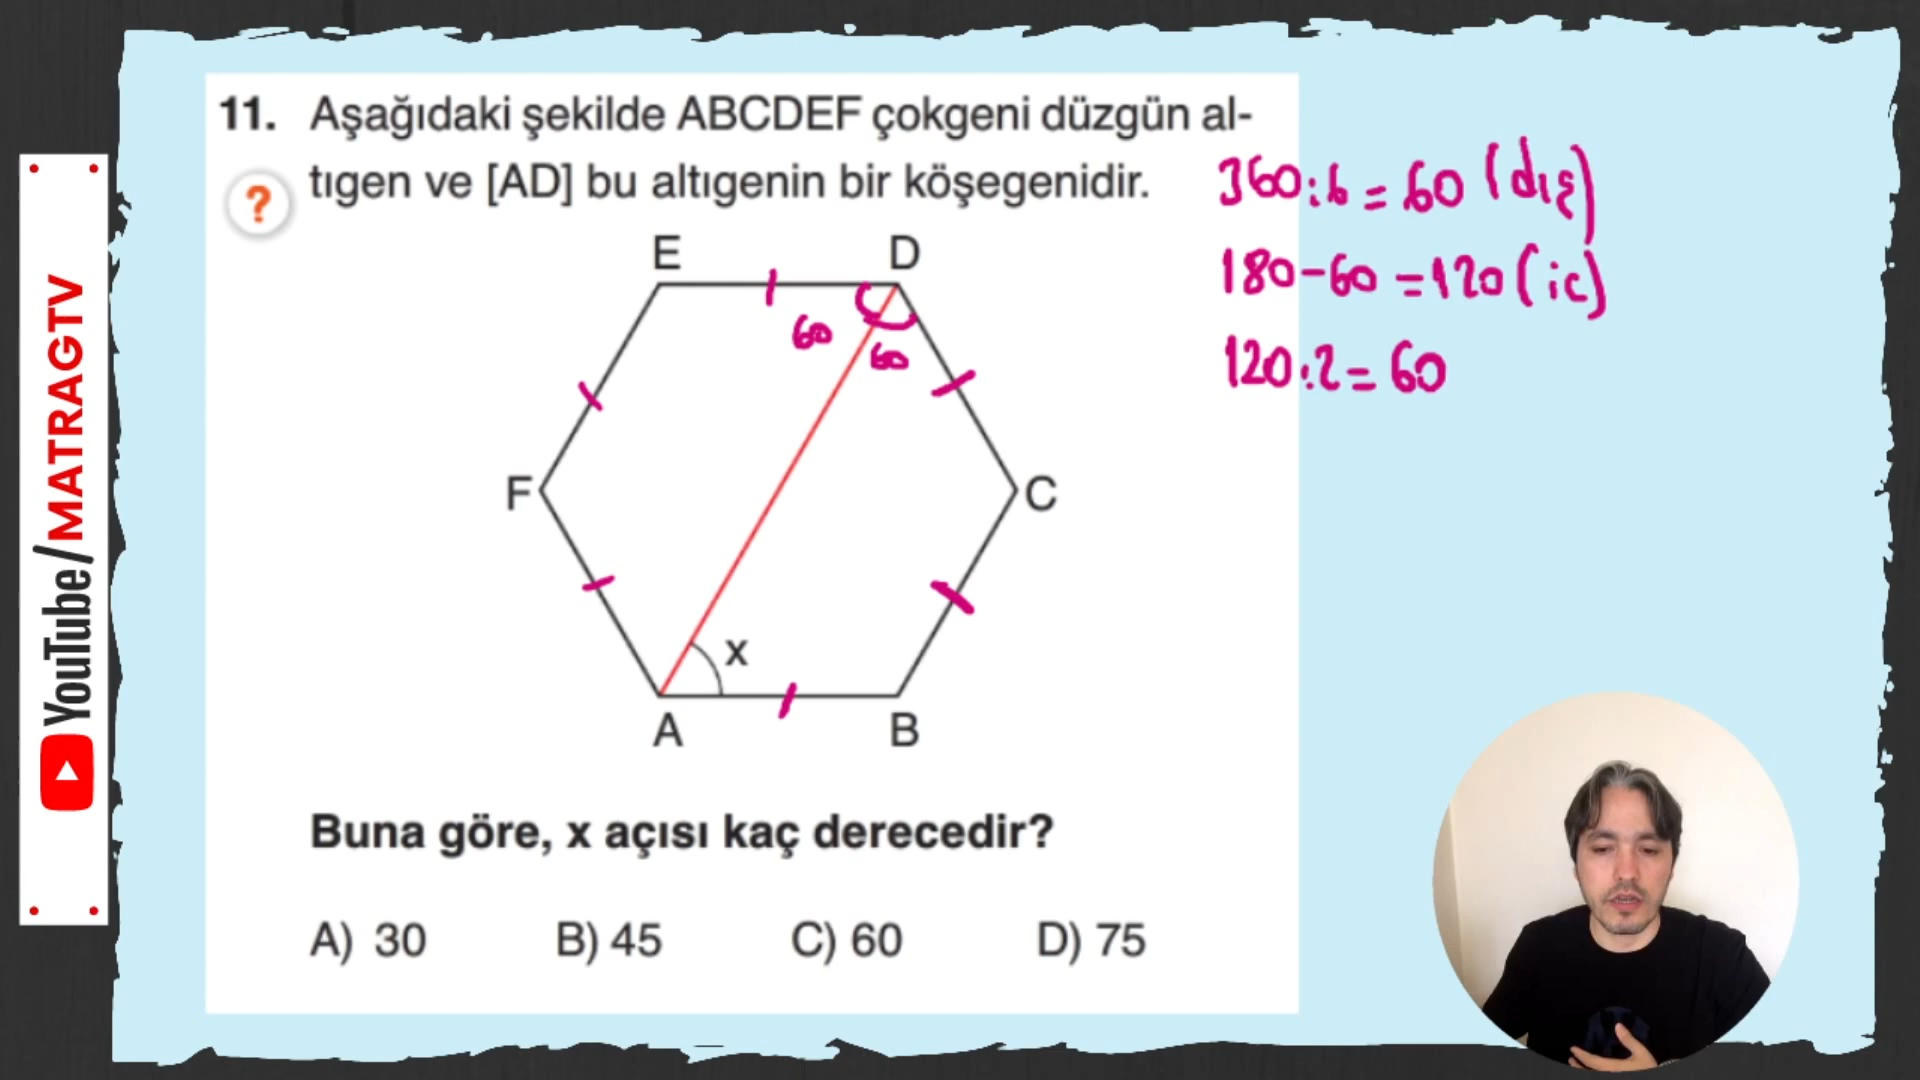 YouTube/MATRAGTV
11. Aşağıdaki şekilde ABCDEF çokgeni düzgün al-
? tıgen ve [AD] bu altıgenin bir köşegenidir.
360:6=60 (dış)
180-60=120 (iç)
120:2=60
E D
60
60
F C
x
A B
Buna göre, x açısı kaç derecedir?
A) 30 B) 45 C) 60 D) 75